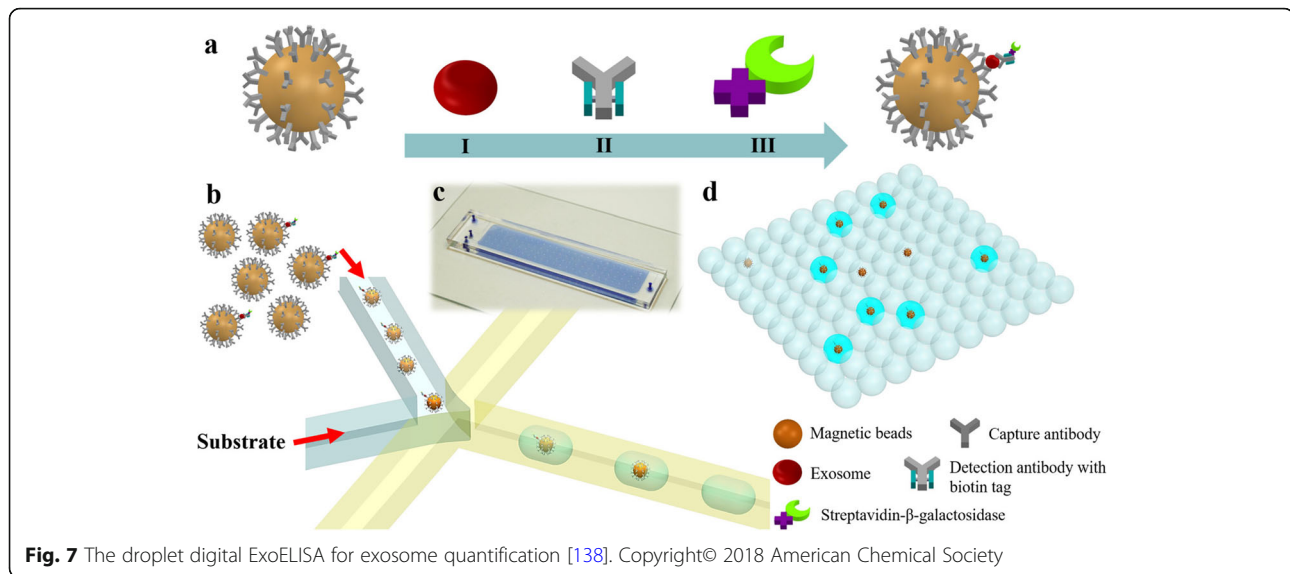 a
I
II
III
b
c
d
Substrate
Magnetic beads
Capture antibody
Exosome
Detection antibody with
biotin tag
Streptavidin-β-galactosidase
Fig. 7 The droplet digital ExoELISA for exosome quantification [138]. Copyright© 2018 American Chemical Society